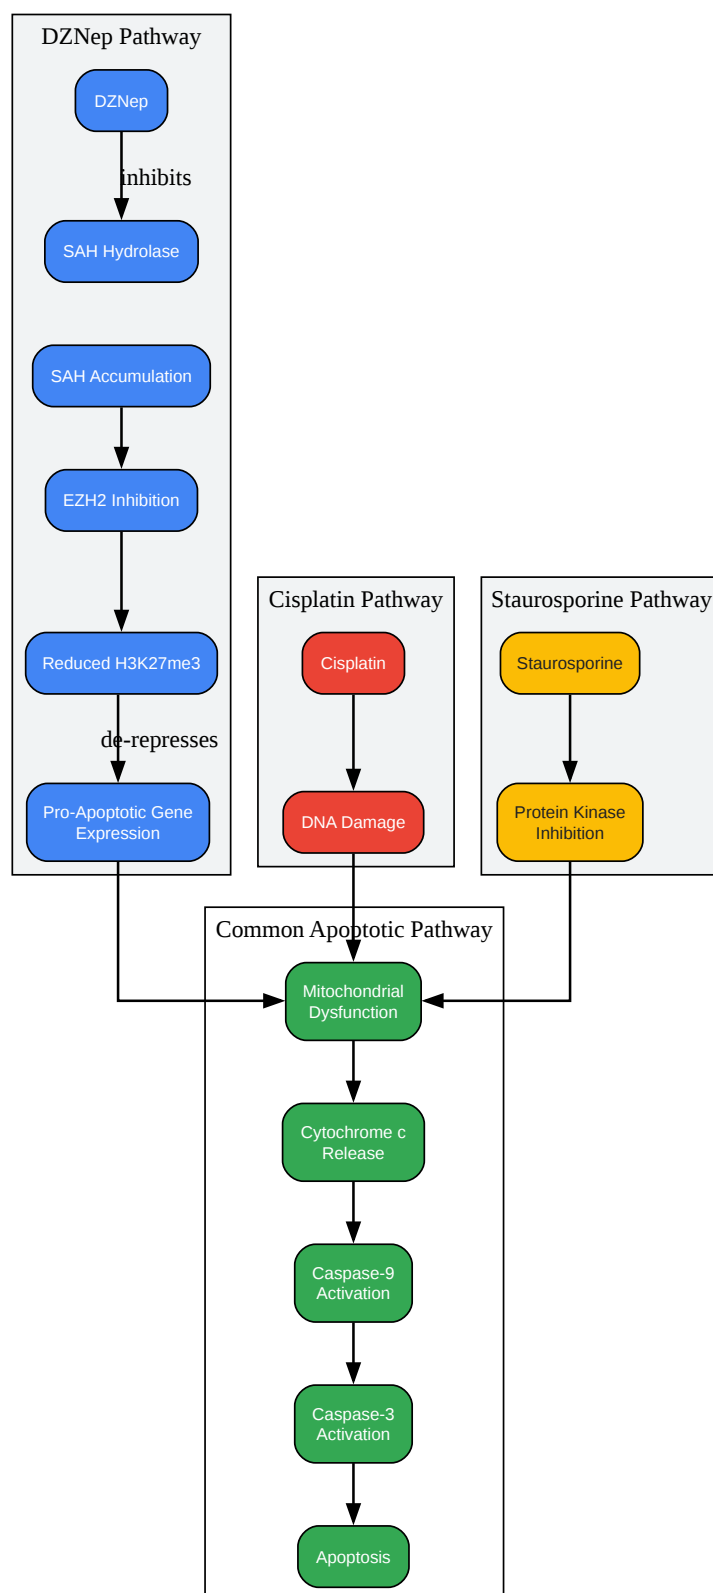 DZNep Pathway
DZNep
inhibits
SAH Hydrolase
SAH Accumulation
EZH2 Inhibition
Reduced H3K27me3
de-represses
Pro-Apoptotic Gene
Expression
Cisplatin Pathway
Cisplatin
DNA Damage
Staurosporine Pathway
Staurosporine
Protein Kinase
Inhibition
Common Apoptotic Pathway
Mitochondrial
Dysfunction
Cytochrome c
Release
Caspase-9
Activation
Caspase-3
Activation
Apoptosis